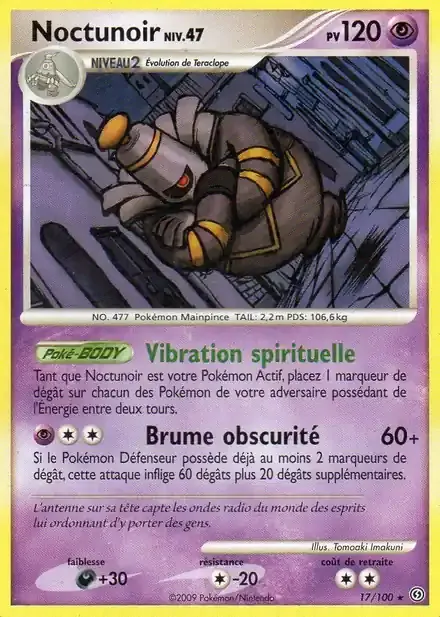 Noctunoir NIV.47 PV 120
NIVEAU2 Évolution de Teraclope
NO. 477 Pokémon Mainpince TAIL: 2,2m PDS: 106,6kg
Poké-BODY Vibration spirituelle
Tant que Noctunoir est votre Pokémon Actif, placez 1 marqueur de
dégât sur chacun des Pokémon de votre adversaire possédant de
l'Énergie entre deux tours.
Brume obscurité 60+
Si le Pokémon Défenseur possède déjà au moins 2 marqueurs de
dégât, cette attaque inflige 60 dégâts plus 20 dégâts supplémentaires.
L'antenne sur sa tête capte les ondes radio du monde des esprits
lui ordonnant d'y porter des gens.
Illus. Tomoaki Imakuni
faiblesse résistance coût de retraite
+30 -20
©2009 Pokémon/Nintendo 17/100 ★